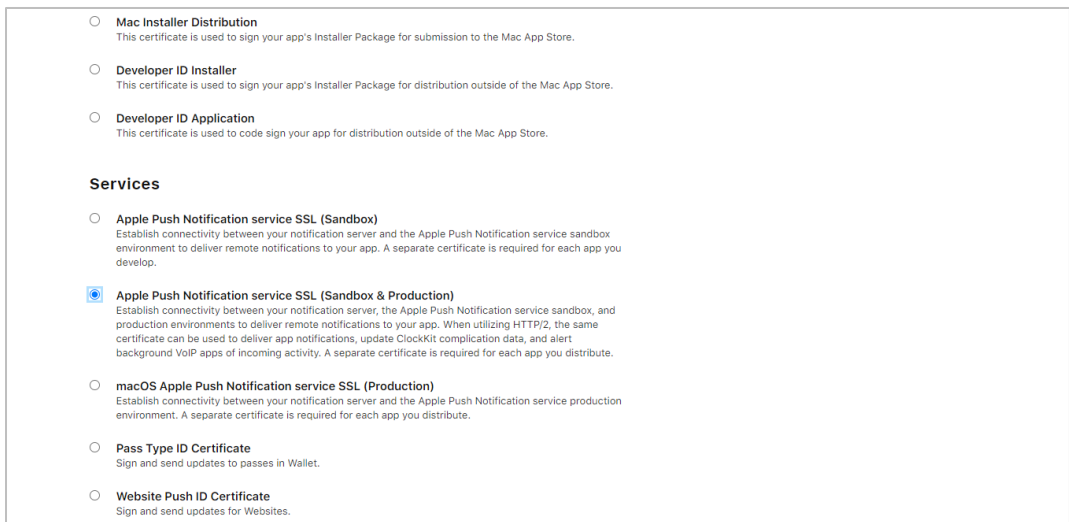 Mac Installer Distribution
This certificate is used to sign your app's Installer Package for submission to the Mac App Store.
Developer ID Installer
This certificate is used to sign your app's Installer Package for distribution outside of the Mac App Store.
Developer ID Application
This certificate is used to code sign your app for distribution outside of the Mac App Store.
Services
Apple Push Notification service SSL (Sandbox)
Establish connectivity between your notification server and the Apple Push Notification service sandbox
environment to deliver remote notifications to your app. A separate certificate is required for each app you
develop.
Apple Push Notification service SSL (Sandbox & Production)
Establish connectivity between your notification server, the Apple Push Notification service sandbox, and
production environments to deliver remote notifications to your app. When utilizing HTTP/2, the same
certificate can be used to deliver app notifications, update ClockKit complication data, and alert
background VoIP apps of incoming activity. A separate certificate is required for each app you distribute.
macOS Apple Push Notification service SSL (Production)
Establish connectivity between your notification server and the Apple Push Notification service production
environment. A separate certificate is required for each app you distribute.
Pass Type ID Certificate
Sign and send updates to passes in Wallet.
Website Push ID Certificate
Sign and send updates for Websites.